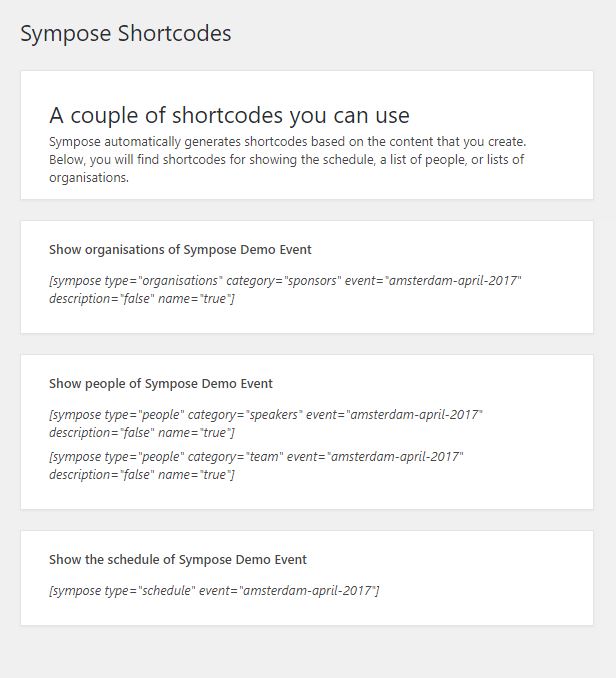 Sympose Shortcodes
A couple of shortcodes you can use
Sympose automatically generates shortcodes based on the content that you create.
Below, you will find shortcodes for showing the schedule, a list of people, or lists of
organisations.
Show organisations of Sympose Demo Event
[sympose type="organisations" category="sponsors" event="amsterdam-april-2017"
description="false" name="true"]
Show people of Sympose Demo Event
[sympose type="people" category="speakers" event="amsterdam-april-2017"
description="false" name="true"]
[sympose type="people" category="team" event="amsterdam-april-2017"
description="false" name="true"]
Show the schedule of Sympose Demo Event
[sympose type="schedule" event="amsterdam-april-2017"]